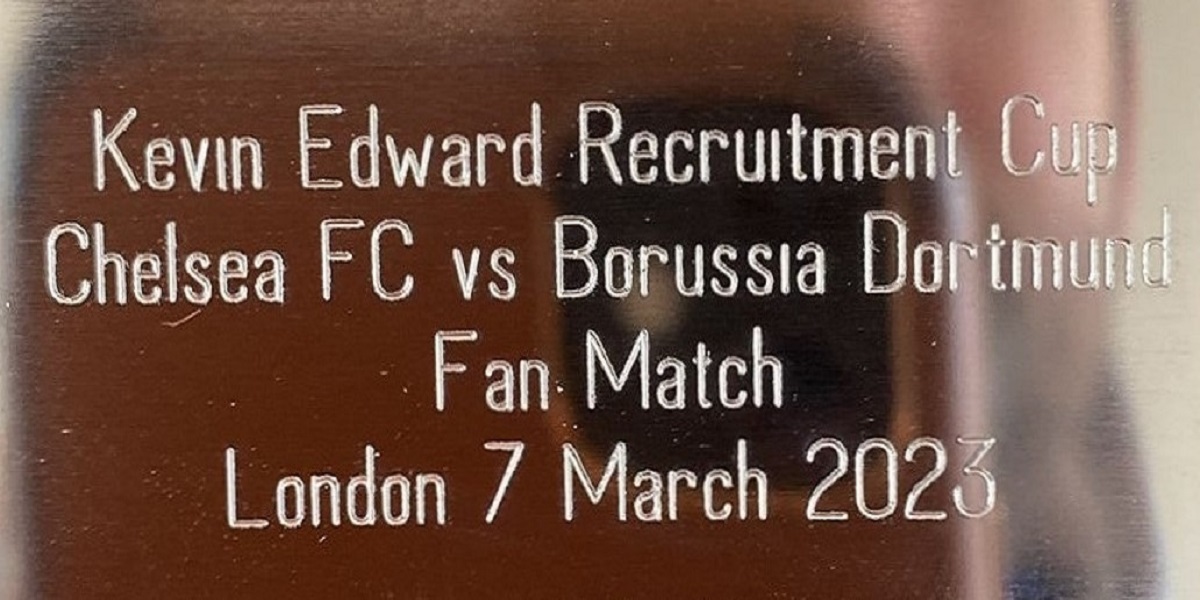 Kevin Edward Recruitment Cup
Chelsea FC vs Borussia Dortmund
Fan Match
London 7 March 2023